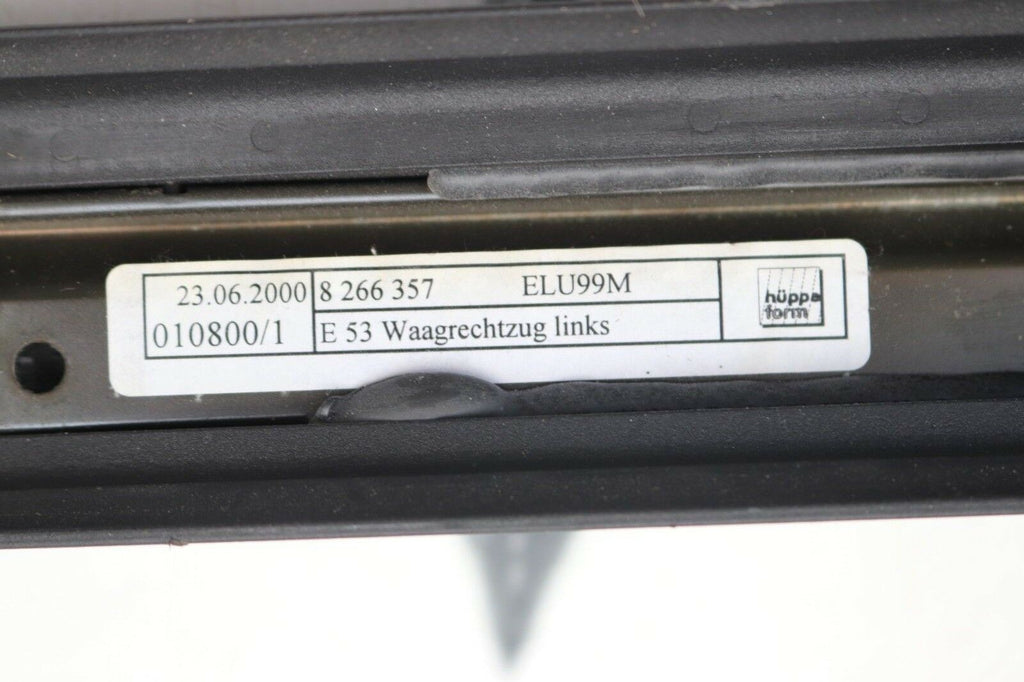 23.06.2000 8 266 357 ELU99M
010800/1 E 53 Waagrechtzug links
hüppe
form